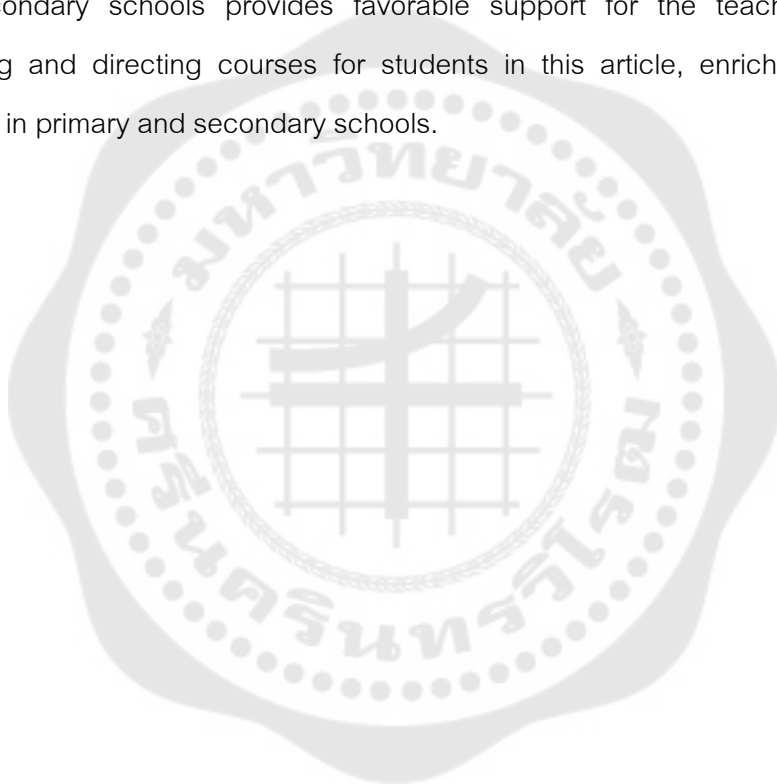 condary schools provides favorable support for the teach
g and directing courses for students in this article, enrich
in primary and secondary schools.
มหาวิทยาลัย
ศรีนครินทรวิโรฒ